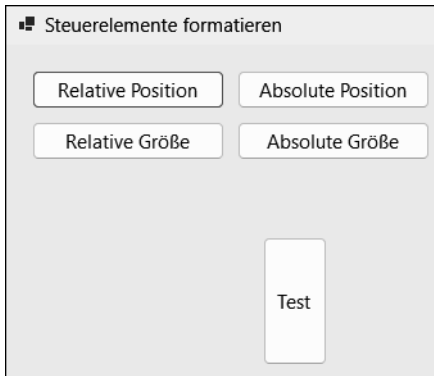 Steuerelemente formatieren
Relative Position Absolute Position
Relative Größe Absolute Größe
Test